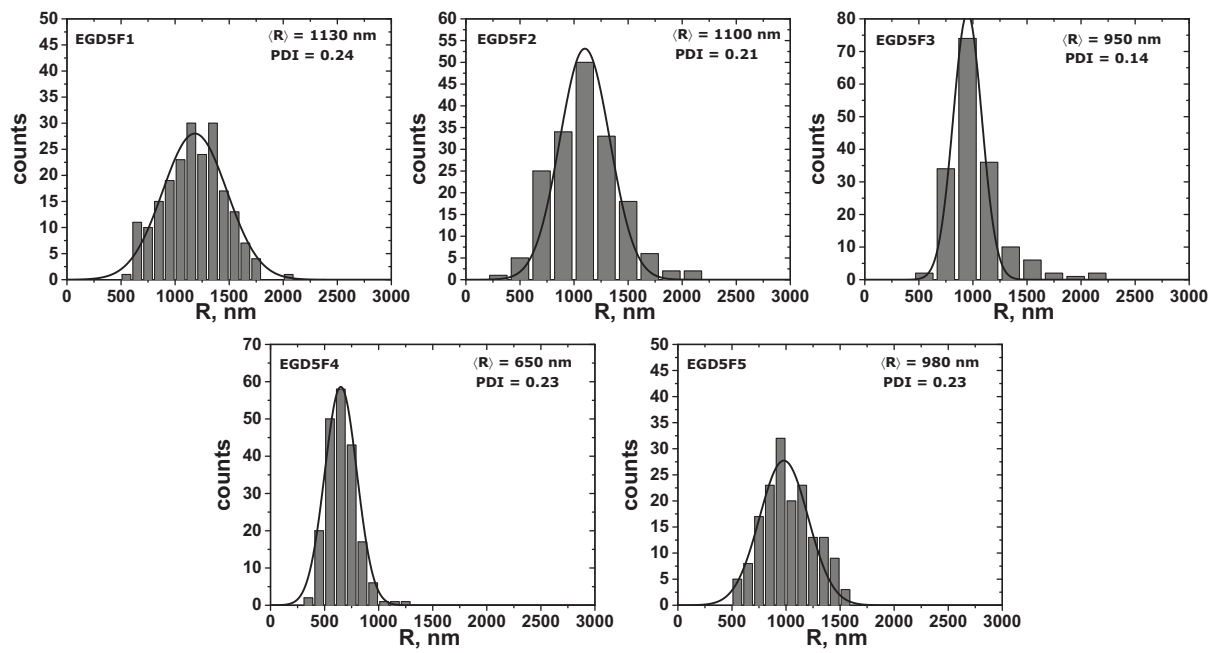 EGD5F1
⟨R⟩ = 1130 nm
PDI = 0.24
counts
50
45
40
35
30
25
20
15
10
5
0
0 500 1000 1500 2000 2500 3000
R, nm
EGD5F2
⟨R⟩ = 1100 nm
PDI = 0.21
counts
60
55
50
45
40
35
30
25
20
15
10
5
0
0 500 1000 1500 2000 2500 3000
R, nm
EGD5F3
⟨R⟩ = 950 nm
PDI = 0.14
counts
80
70
60
50
40
30
20
10
0
0 500 1000 1500 2000 2500 3000
R, nm
EGD5F4
⟨R⟩ = 650 nm
PDI = 0.23
counts
70
60
50
40
30
20
10
0
0 500 1000 1500 2000 2500 3000
R, nm
EGD5F5
⟨R⟩ = 980 nm
PDI = 0.23
counts
50
45
40
35
30
25
20
15
10
5
0
0 500 1000 1500 2000 2500 3000
R, nm